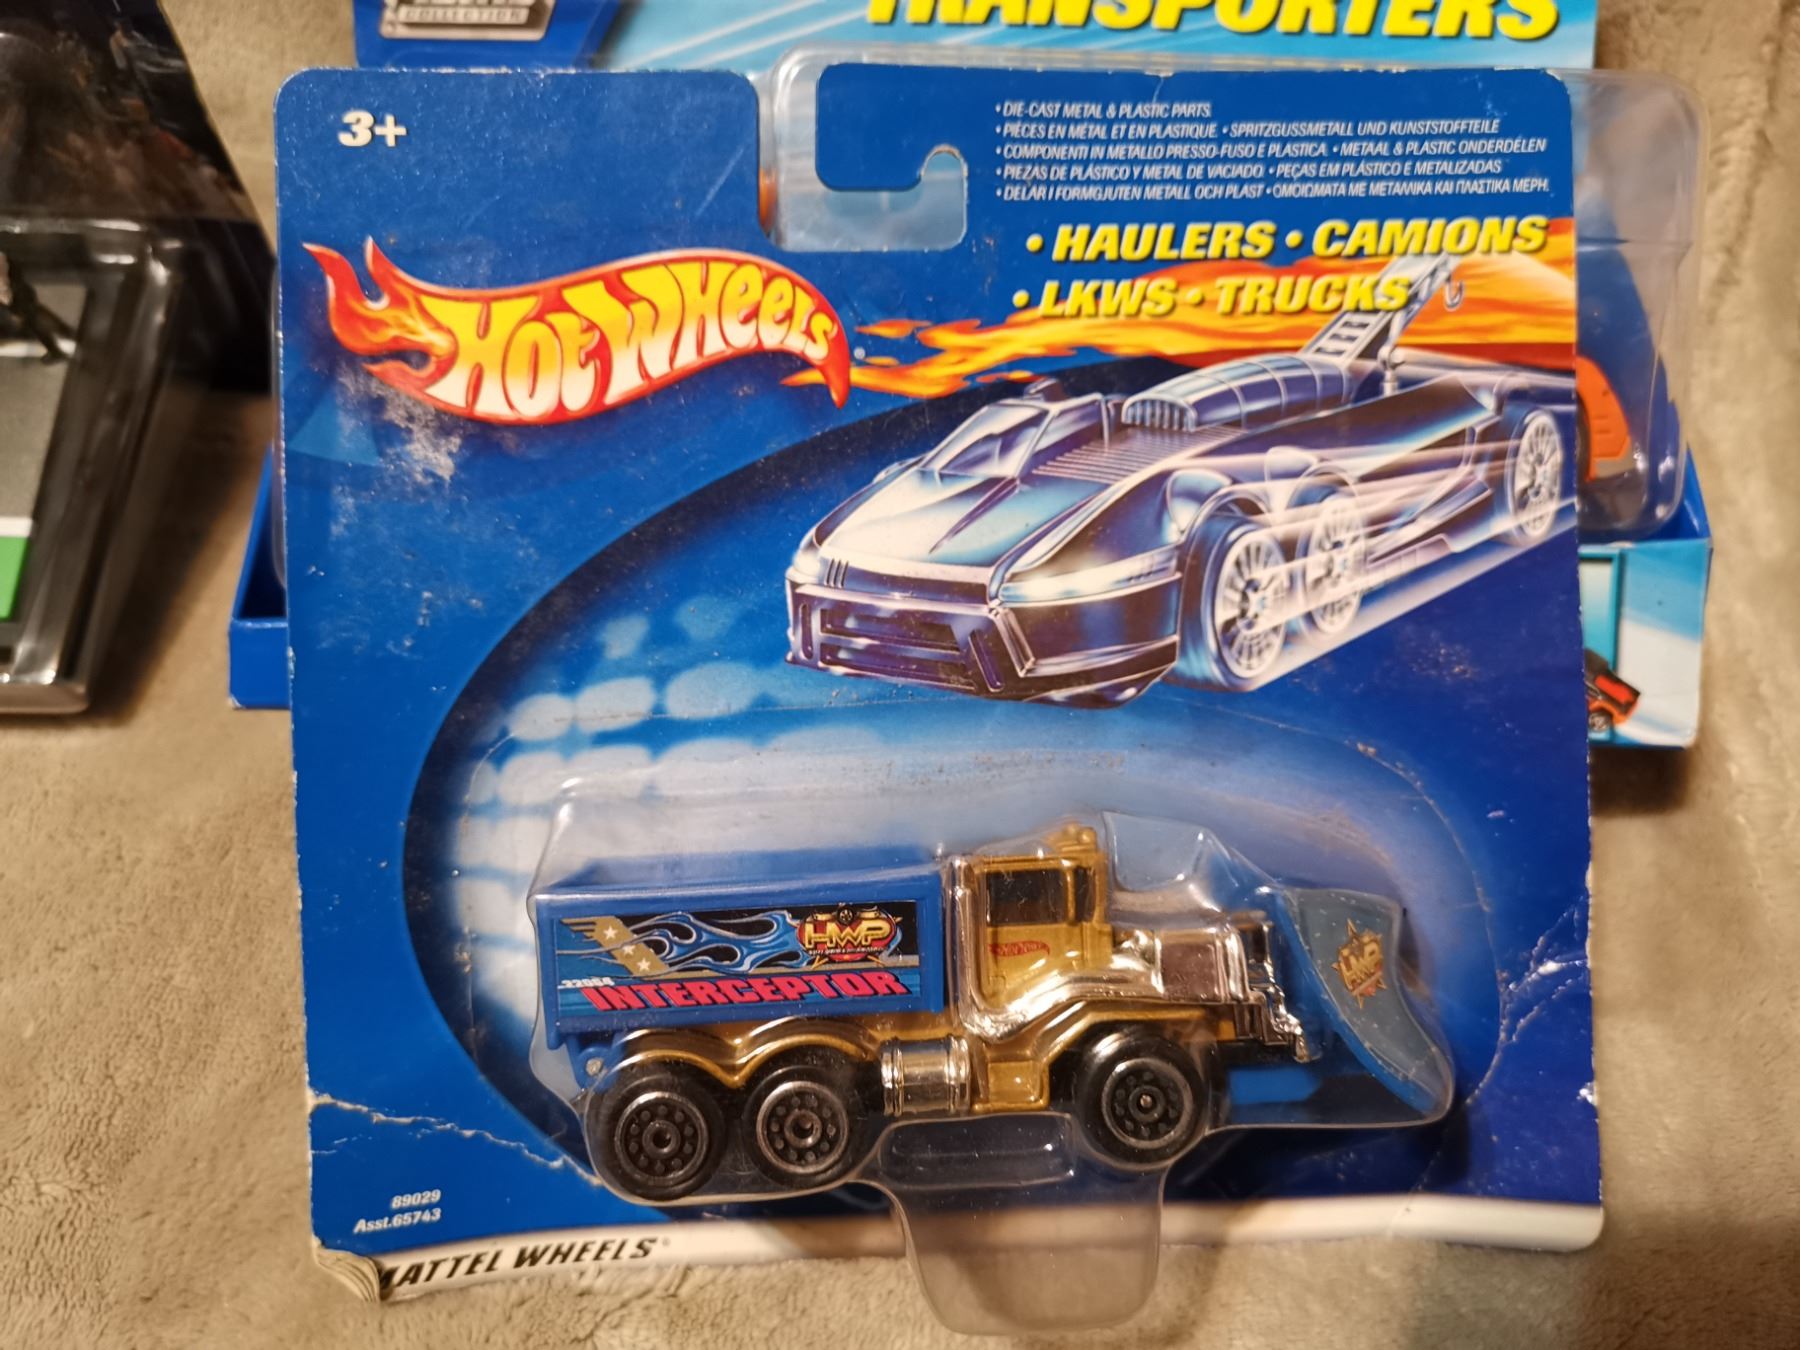 COLLECTION
TRANSPORTERS
3+
• DIE-CAST METAL & PLASTIC PARTS.
• PIÈCES EN MÉTAL ET EN PLASTIQUE. • SPRITZGUSSMETALL UND KUNSTSTOFFTEILE
• COMPONENTI IN METALLO PRESSO-FUSO E PLASTICA. • METAAL & PLASTIC ONDERDÉLEN
• PIEZAS DE PLÁSTICO Y METAL DE VACIADO • PEÇAS EM PLÁSTICO E METALIZADAS
• DELAR I FORMGJUTEN METALL OCH PLAST • ΟΜΟΙΩΜΑΤΑ ΜΕ ΜΕΤΑΛΛΙΚΑ ΚΑΙ ΠΛΑΣΤΙΚΑ ΜΕΡΗ.
• HAULERS • CAMIONS
• LKWS • TRUCKS
HOT WHEELS
HWP
22084
INTERCEPTOR
HWP
89029
Asst.65743
MATTEL WHEELS